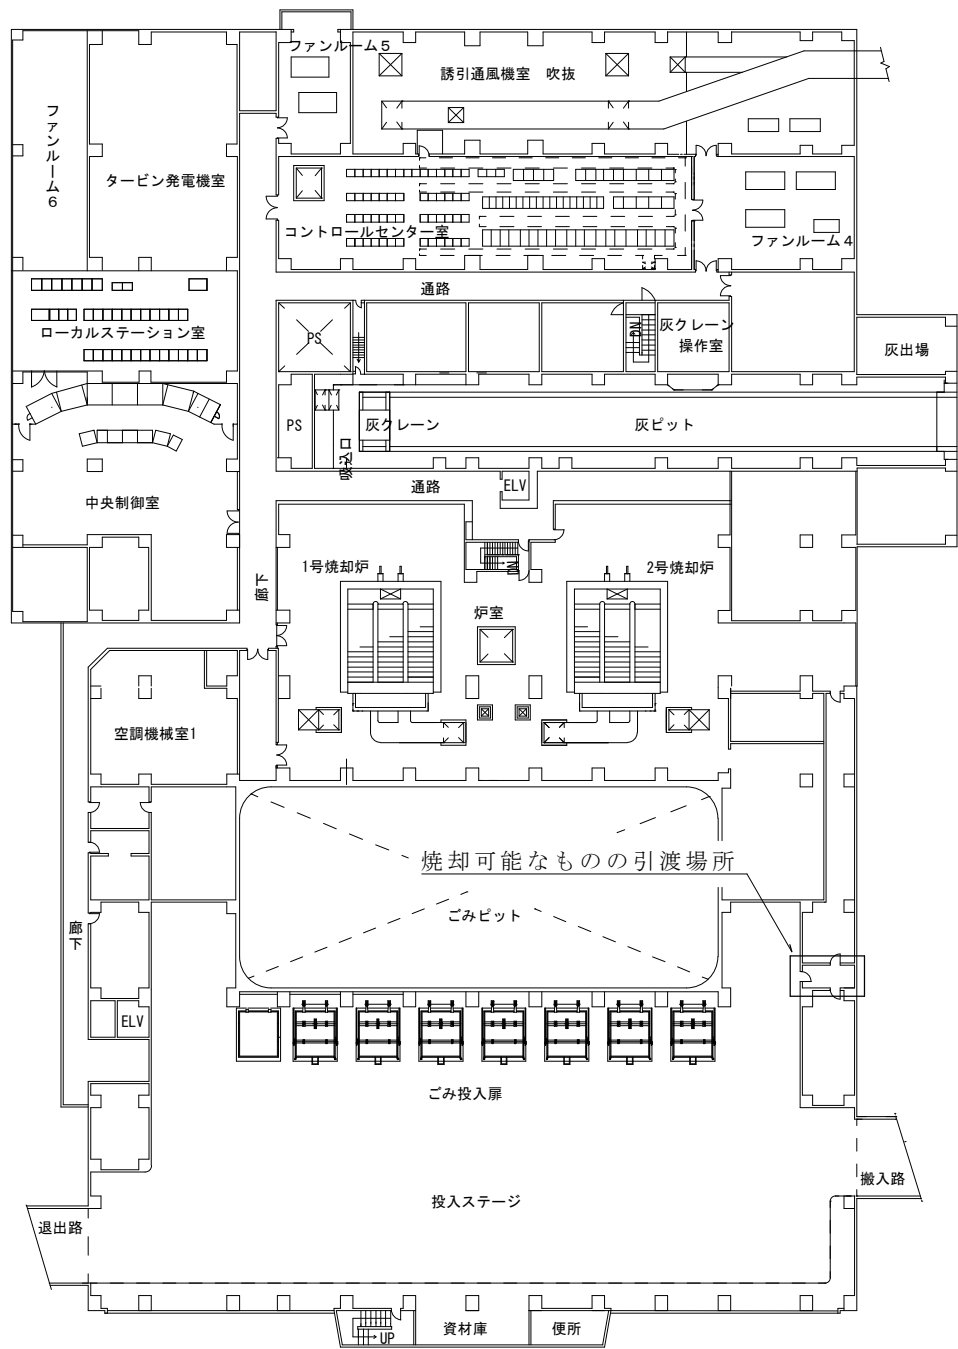 ファンルーム5
誘引通風機室 吹抜
ファンルーム6
タービン発電機室
コントロールセンター室
ファンルーム4
通路
ローカルステーション室
PS
DN
灰クレーン
操作室
灰出場
PS
吸込口
灰クレーン
灰ピット
中央制御室
通路
ELV
1号焼却炉
2号焼却炉
DN
廊下
炉室
空調機械室1
焼却可能なものの引渡場所
ごみピット
廊下
ELV
ごみ投入扉
搬入路
投入ステージ
退出路
UP
資材庫
便所